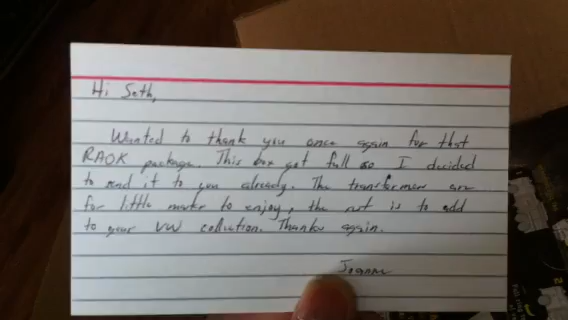 Hi Seth,
Wanted to thank you once again for that
RAOK package. This box got full so I decided
to send it to you already. The transformers are
for little master to enjoy, the rest is to add
to your VW collection. Thanks again.
Joanne